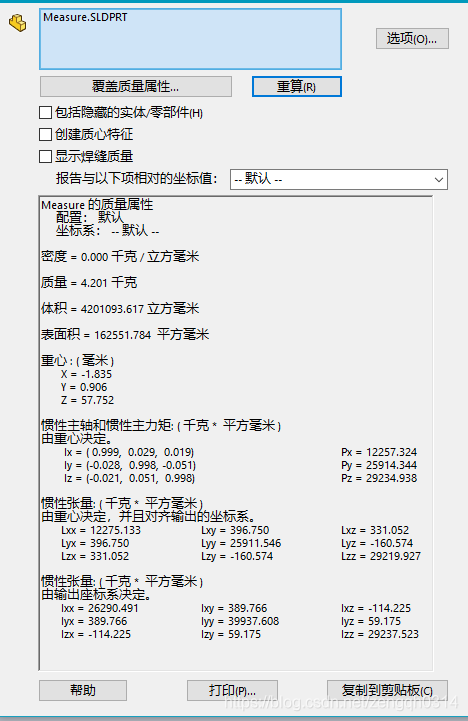 Measure.SLDPRT
选项(O)...
覆盖质量属性...
重算(R)
包括隐藏的实体/零部件(H)
创建质心特征
显示焊缝质量
报告与以下项相对的坐标值： -- 默认 --
Measure 的质量属性
配置： 默认
坐标系： -- 默认 --
密度 = 0.000 千克 / 立方毫米
质量 = 4.201 千克
体积 = 4201093.617 立方毫米
表面积 = 162551.784 平方毫米
重心 : ( 毫米 )
X = -1.835
Y = 0.906
Z = 57.752
惯性主轴和惯性主力矩: ( 千克 * 平方毫米 )
由重心决定。
Ix = ( 0.999, 0.029, 0.019) Px = 12257.324
Iy = (-0.028, 0.998, -0.051) Py = 25914.344
Iz = (-0.021, 0.051, 0.998) Pz = 29234.938
惯性张量: ( 千克 * 平方毫米 )
由重心决定，并且对齐输出的坐标系。
Lxx = 12275.133 Lxy = 396.750 Lxz = 331.052
Lyx = 396.750 Lyy = 25911.546 Lyz = -160.574
Lzx = 331.052 Lzy = -160.574 Lzz = 29219.927
惯性张量: ( 千克 * 平方毫米 )
由输出座标系决定。
Ixx = 26290.491 Ixy = 389.766 Ixz = -114.225
Iyx = 389.766 Iyy = 39937.608 Iyz = 59.175
Izx = -114.225 Izy = 59.175 Izz = 29237.523
帮助 打印(P)... 复制到剪贴板(C)
https://blog.csdn.net/zengqh0314